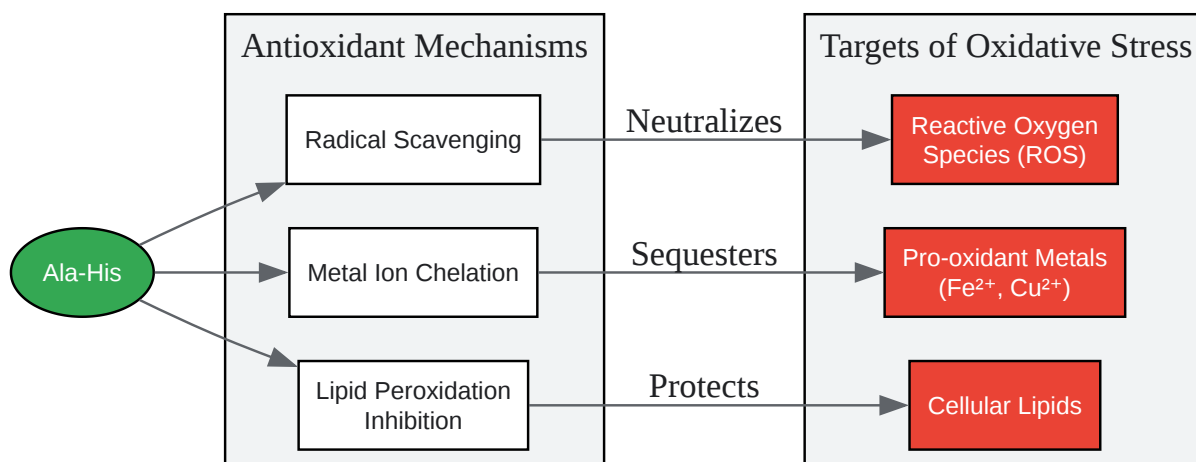 Antioxidant Mechanisms
Targets of Oxidative Stress
Radical Scavenging
Neutralizes
Reactive Oxygen
Species (ROS)
Ala-His
Metal Ion Chelation
Sequesters
Pro-oxidant Metals
(Fe²⁺, Cu²⁺)
Lipid Peroxidation
Inhibition
Protects
Cellular Lipids